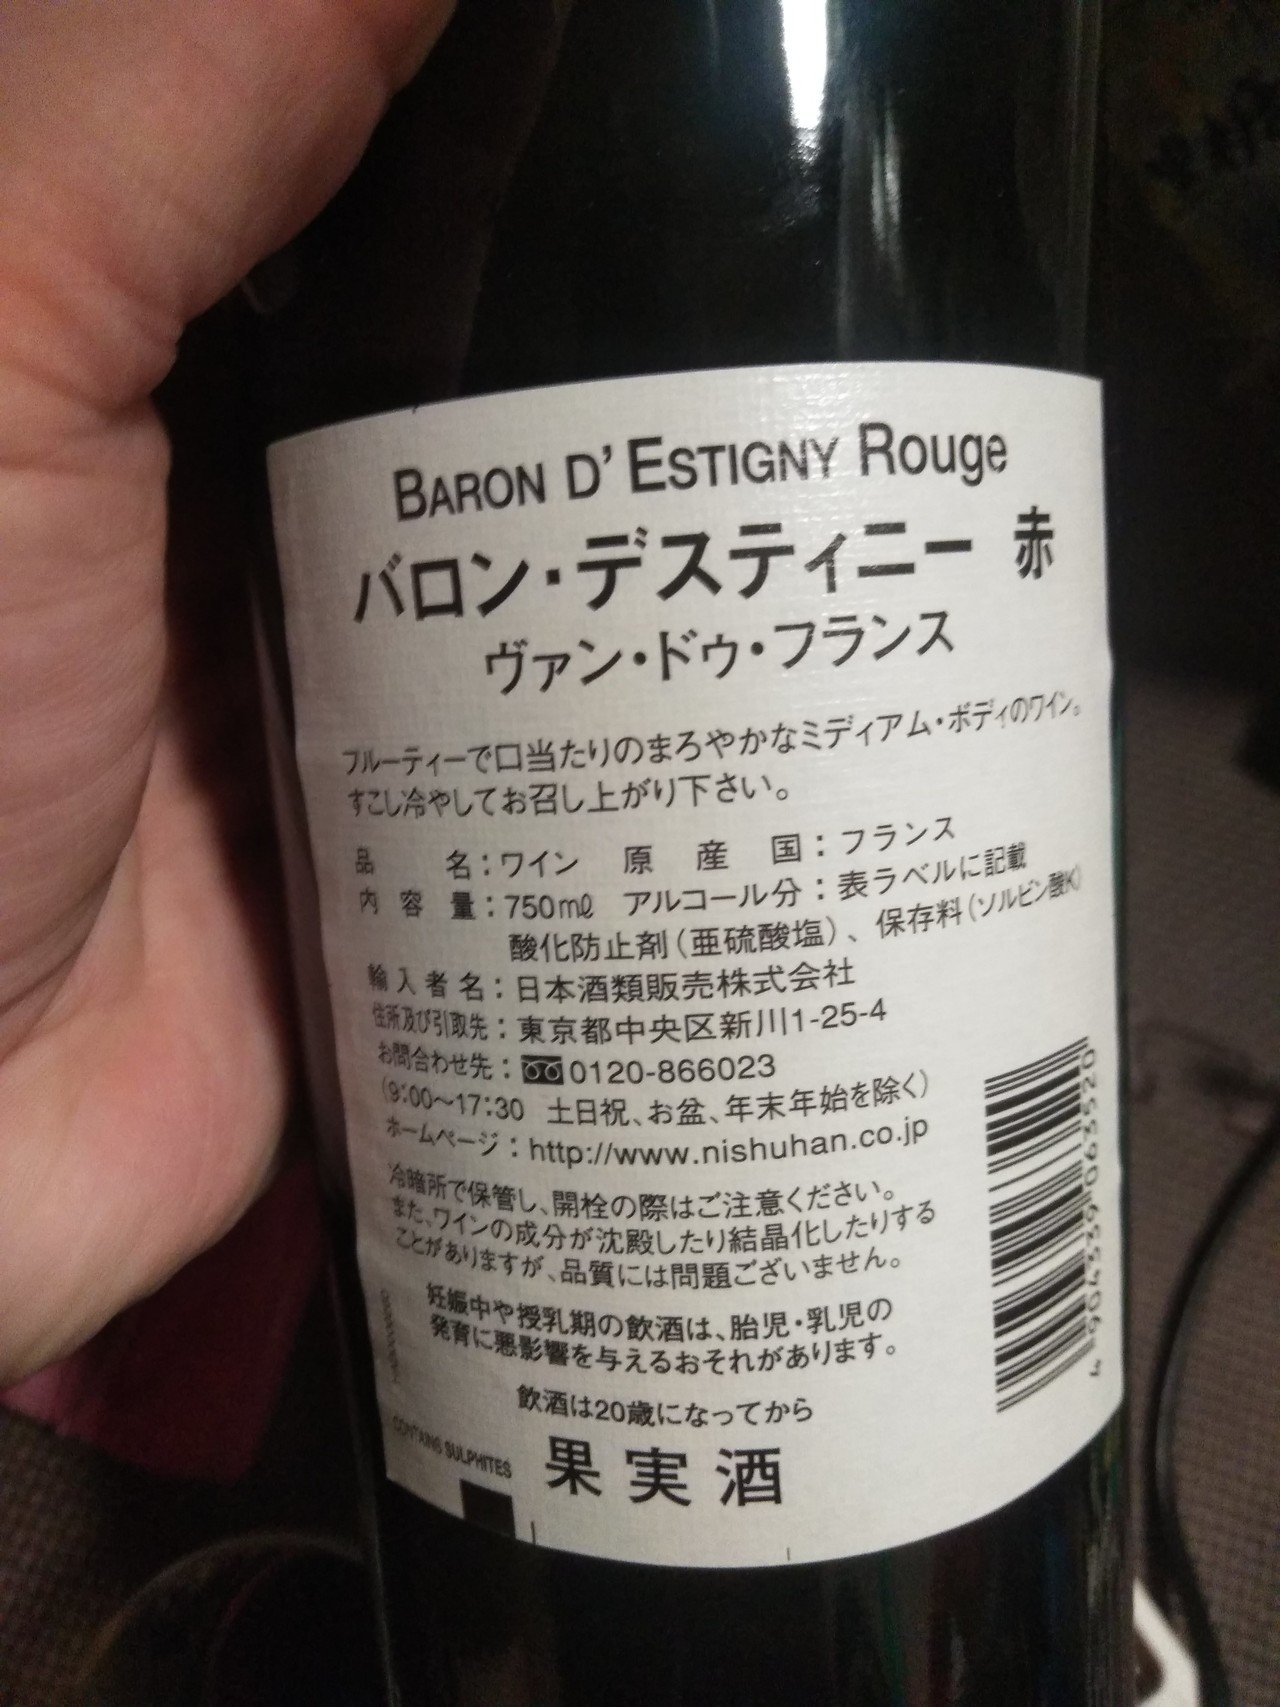 BARON D' ESTIGNY Rouge
バロン・デスティニー 赤
ヴァン・ドゥ・フランス
フルーティーで口当たりのまろやかなミディアム・ボディのワイン。
すこし冷やしてお召し上がり下さい。
品名：ワイン 原産国：フランス
内容量：750㎖ アルコール分：表ラベルに記載
酸化防止剤（亜硫酸塩）、保存料（ソルビン酸K）
輸入者名：日本酒類販売株式会社
住所及び引取先：東京都中央区新川1-25-4
お問合わせ先：0120-866023
（9:00〜17:30 土日祝、お盆、年末年始を除く）
ホームページ：http://www.nishuhan.co.jp
冷暗所で保管し、開栓の際はご注意ください。
また、ワインの成分が沈殿したり結晶化したりする
ことがありますが、品質には問題ございません。
妊娠中や授乳期の飲酒は、胎児・乳児の
発育に悪影響を与えるおそれがあります。
飲酒は20歳になってから
CONTAINS SULPHITES
果実酒
4904539063520